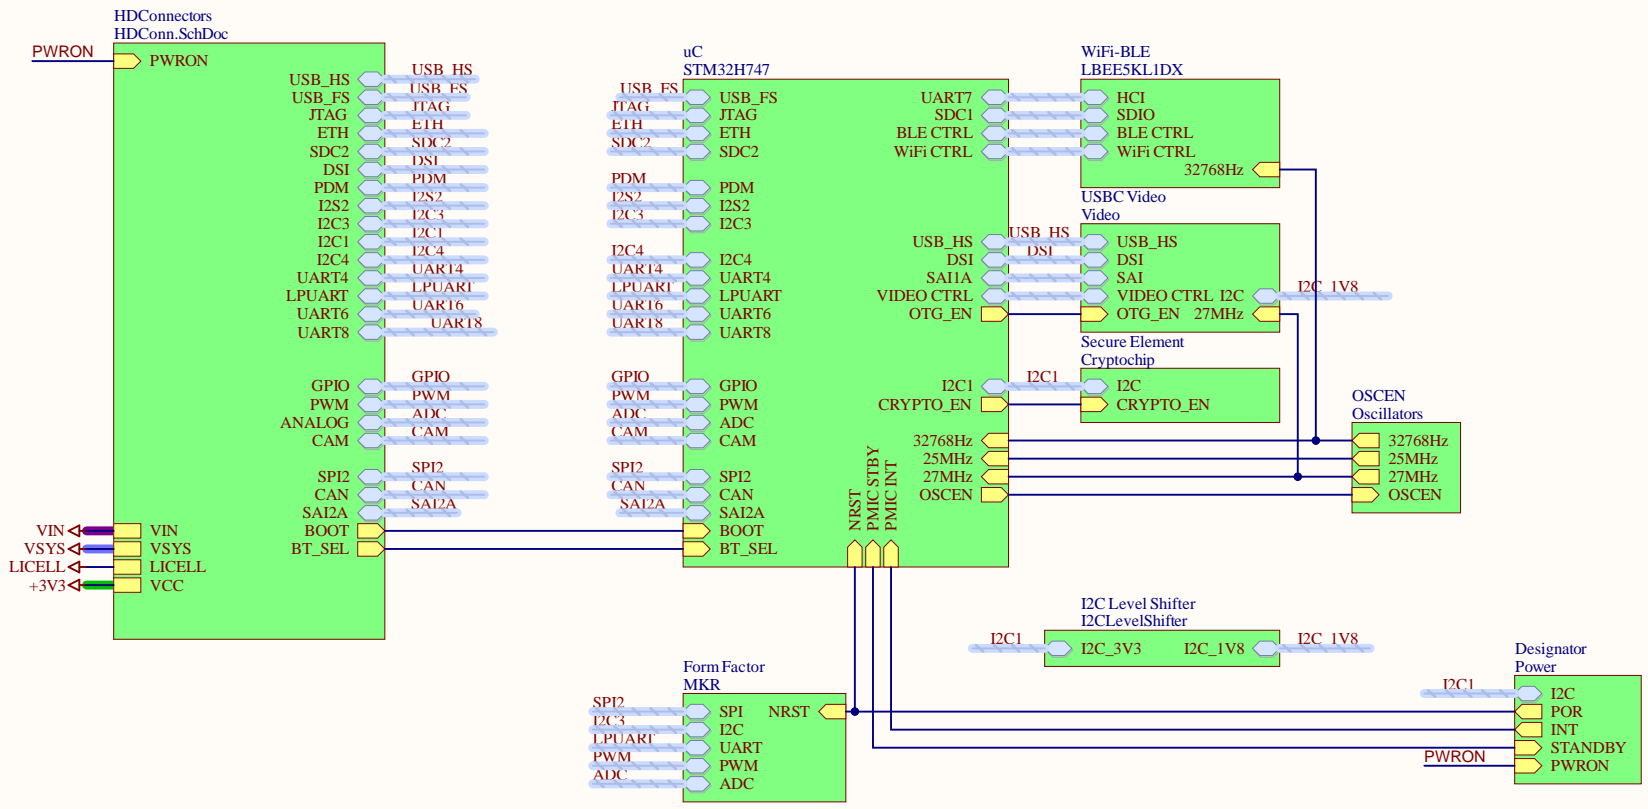 HDConnectors
HDConn.SchDoc
PWRON
PWRON
USB_HS USB_HS
USB_FS USB_FS
JTAG JTAG
ETH ETH
SDC2 SDC2
DSI DSI
PDM PDM
I2S2 I2S2
I2C3 I2C3
I2C1 I2C1
I2C4 I2C4
UART4 UART4
LPUART LPUART
UART6 UART6
UART8 UART8
GPIO GPIO
PWM PWM
ANALOG ADC
CAM CAM
SPI2 SPI2
CAN CAN
SAI2A SAI2A
BOOT
BT_SEL
VIN VIN
VSYS VSYS
LICELL LICELL
+3V3 VCC
uC
STM32H747
USB_FS USB_FS
JTAG JTAG
ETH ETH
SDC2 SDC2
PDM PDM
I2S2 I2S2
I2C3 I2C3
I2C4 I2C4
UART4 UART4
LPUART LPUART
UART6 UART6
UART8 UART8
GPIO GPIO
PWM PWM
ADC ADC
CAM CAM
SPI2 SPI2
CAN CAN
SAI2A SAI2A
BOOT
BT_SEL
UART7
SDC1
BLE CTRL
WiFi CTRL
USB_HS USB_HS
DSI DSI
SAI1A
VIDEO CTRL
OTG_EN
I2C1 I2C1
CRYPTO_EN
32768Hz
25MHz
27MHz
OSCEN
NRST
PMIC STBY
PMIC INT
WiFi-BLE
LBEE5KL1DX
HCI
SDIO
BLE CTRL
WiFi CTRL
32768Hz
USBC Video
Video
USB_HS
DSI
SAI
VIDEO CTRL I2C I2C_1V8
OTG_EN 27MHz
Secure Element
Cryptochip
I2C
CRYPTO_EN
OSCEN
Oscillators
32768Hz
25MHz
27MHz
OSCEN
I2C Level Shifter
I2CLevelShifter
I2C1 I2C_3V3 I2C_1V8 I2C_1V8
Form Factor
MKR
SPI2 SPI NRST
I2C3 I2C
LPUART UART
PWM PWM
ADC ADC
Designator
Power
I2C1 I2C
POR
INT
STANDBY
PWRON PWRON